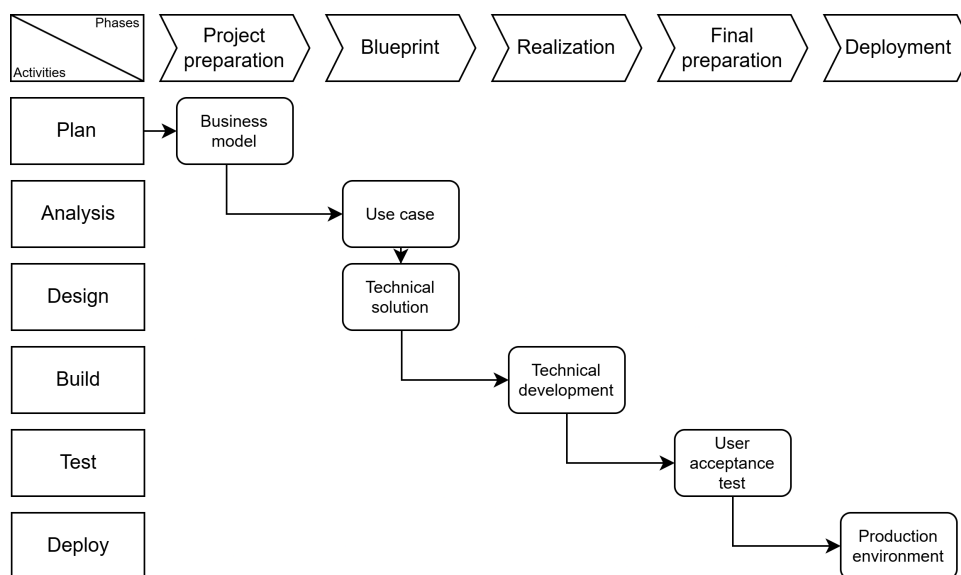 Phases
Activities
Project
preparation
Blueprint
Realization
Final
preparation
Deployment
Plan
Business
model
Analysis
Use case
Design
Technical
solution
Build
Technical
development
Test
User
acceptance
test
Deploy
Production
environment